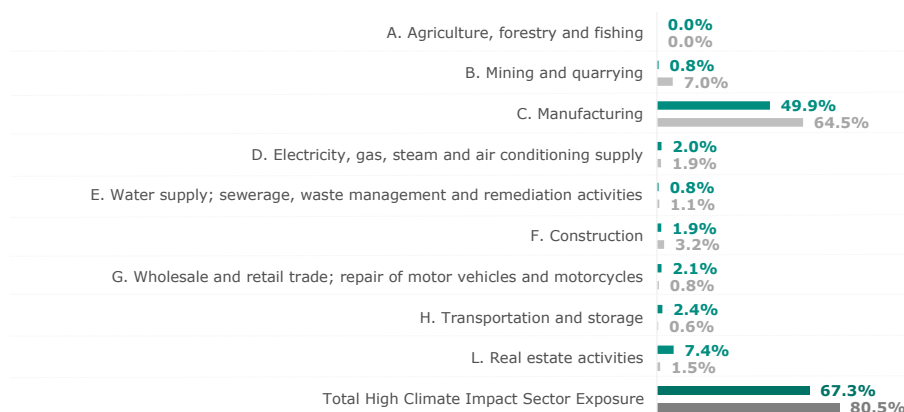 A. Agriculture, forestry and fishing
0.0%
0.0%
B. Mining and quarrying
0.8%
7.0%
C. Manufacturing
49.9%
64.5%
D. Electricity, gas, steam and air conditioning supply
2.0%
1.9%
E. Water supply; sewerage, waste management and remediation activities
0.8%
1.1%
F. Construction
1.9%
3.2%
G. Wholesale and retail trade; repair of motor vehicles and motorcycles
2.1%
0.8%
H. Transportation and storage
2.4%
0.6%
L. Real estate activities
7.4%
1.5%
Total High Climate Impact Sector Exposure
67.3%
80.5%